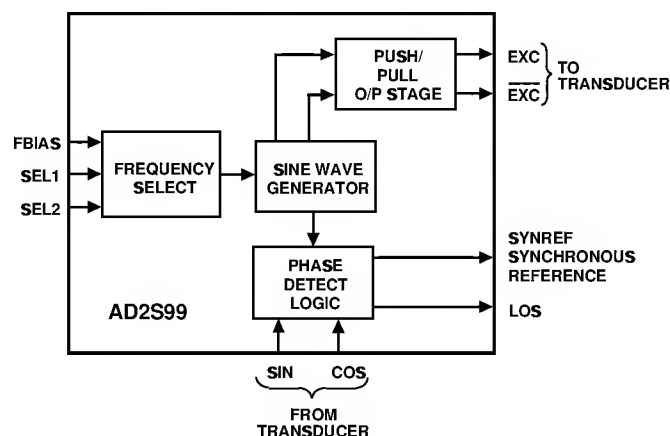 PUSH/
PULL
O/P STAGE
EXC
EXC
TO
TRANSDUCER
FBIAS
SEL1
SEL2
FREQUENCY
SELECT
SINE WAVE
GENERATOR
PHASE
DETECT
LOGIC
SYNREF
SYNCHRONOUS
REFERENCE
LOS
AD2S99
SIN
COS
FROM
TRANSDUCER